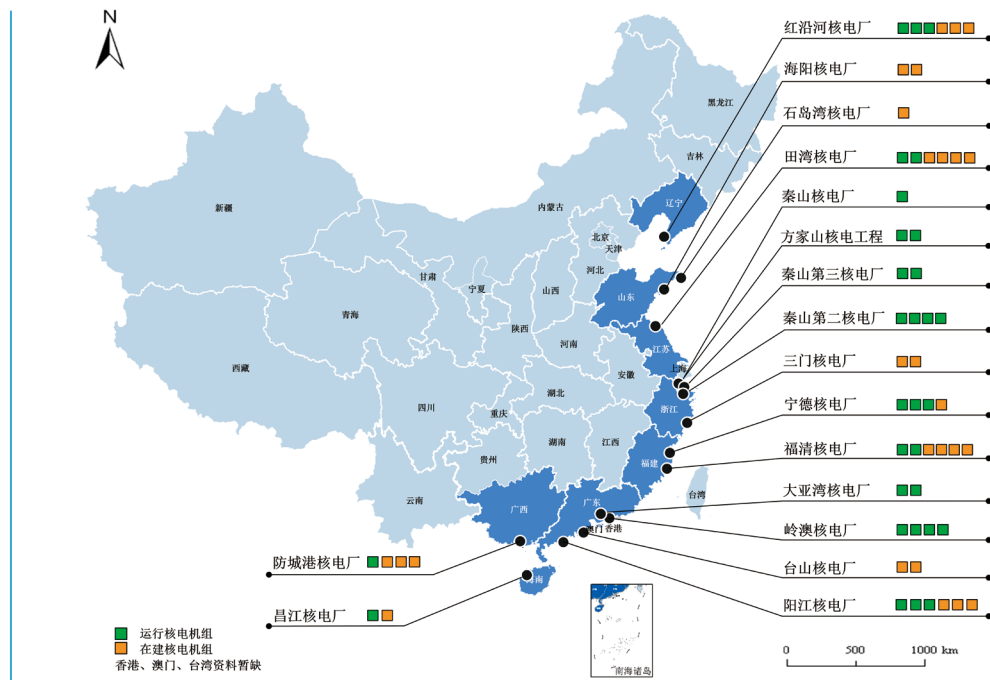 N
红沿河核电厂
海阳核电厂
石岛湾核电厂
田湾核电厂
秦山核电厂
方家山核电工程
秦山第三核电厂
秦山第二核电厂
三门核电厂
宁德核电厂
福清核电厂
大亚湾核电厂
岭澳核电厂
台山核电厂
阳江核电厂
防城港核电厂
昌江核电厂
黑龙江
吉林
辽宁
新疆
内蒙古
北京
天津
河北
甘肃
宁夏
山西
山东
青海
陕西
河南
江苏
西藏
上海
安徽
四川
重庆
湖北
浙江
湖南
江西
贵州
福建
云南
台湾
广西
广东
澳门
香港
南
南海诸岛
运行核电机组
在建核电机组
香港、澳门、台湾资料暂缺
0 500 1000 km